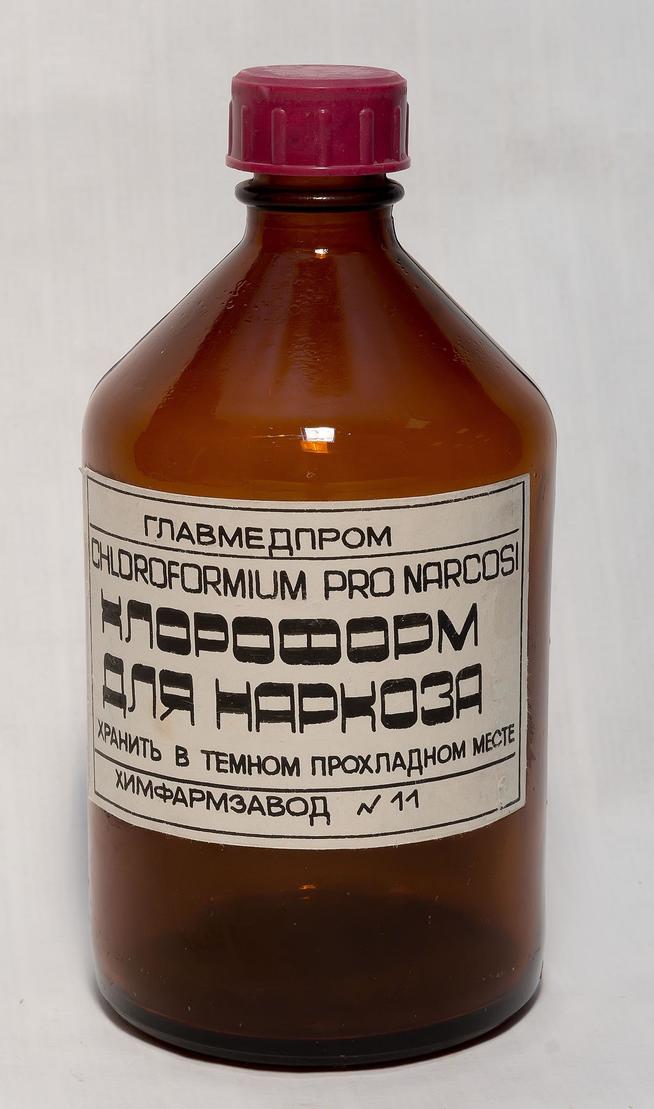 ГЛАВМЕДПРОМ
CHLOROFORMIUM PRO NARCOSI
ХЛОРОФОРМ
ДЛЯ НАРКОЗА
ХРАНИТЬ В ТЕМНОМ ПРОХЛАДНОМ МЕСТЕ
ХИМФАРМЗАВОД N 11